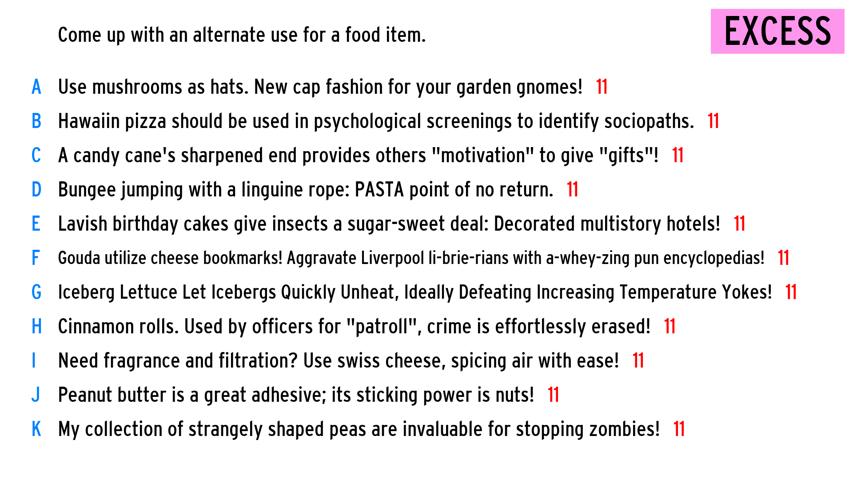 Come up with an alternate use for a food item.
EXCESS
A Use mushrooms as hats. New cap fashion for your garden gnomes! 11
B Hawaiin pizza should be used in psychological screenings to identify sociopaths. 11
C A candy cane's sharpened end provides others "motivation" to give "gifts"! 11
D Bungee jumping with a linguine rope: PASTA point of no return. 11
E Lavish birthday cakes give insects a sugar-sweet deal: Decorated multistory hotels! 11
F Gouda utilize cheese bookmarks! Aggravate Liverpool li-brie-rians with a-whey-zing pun encyclopedias! 11
G Iceberg Lettuce Let Icebergs Quickly Unheat, Ideally Defeating Increasing Temperature Yokes! 11
H Cinnamon rolls. Used by officers for "patroll", crime is effortlessly erased! 11
I Need fragrance and filtration? Use swiss cheese, spicing air with ease! 11
J Peanut butter is a great adhesive; its sticking power is nuts! 11
K My collection of strangely shaped peas are invaluable for stopping zombies! 11